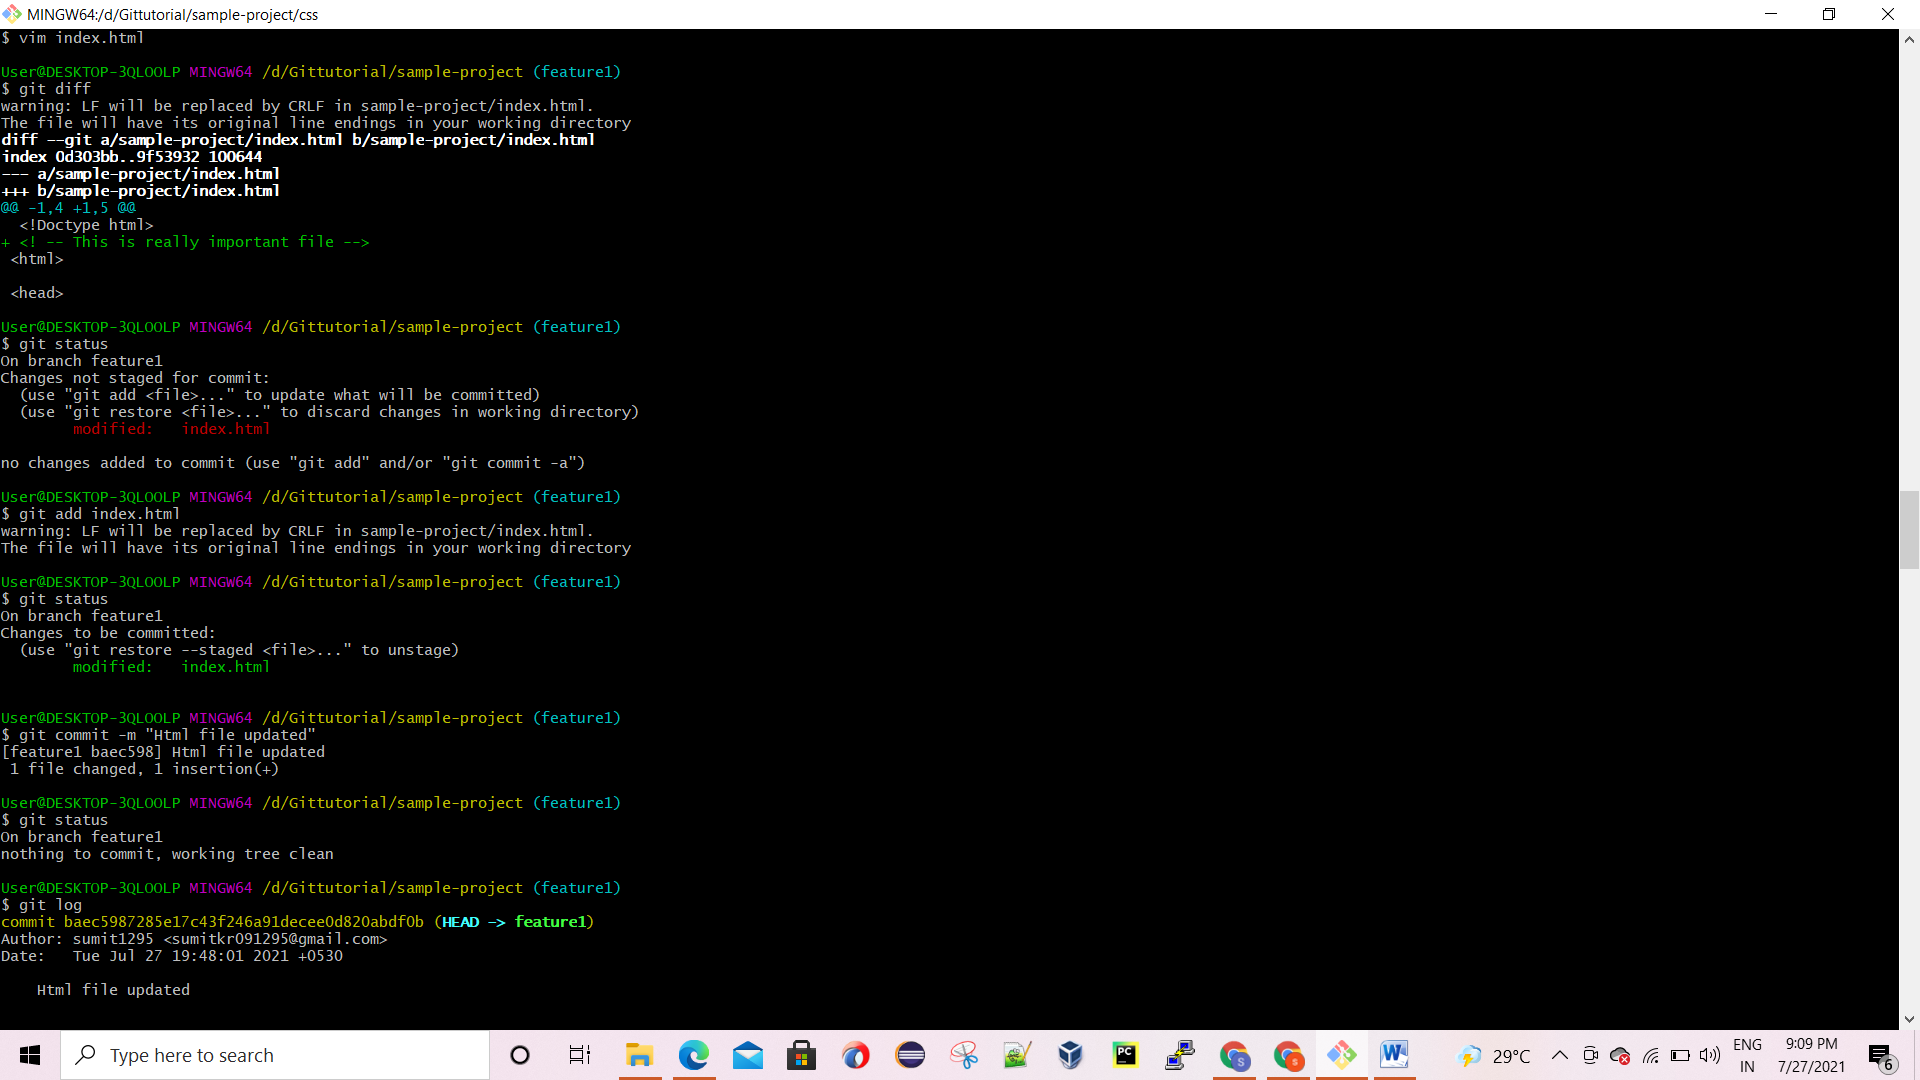 MINGW64:/d/Gittutorial/sample-project/css
$ vim index.html
User@DESKTOP-3QLOOLP MINGW64 /d/Gittutorial/sample-project (feature1)
$ git diff
warning: LF will be replaced by CRLF in sample-project/index.html.
The file will have its original line endings in your working directory
diff --git a/sample-project/index.html b/sample-project/index.html
index 0d303bb..9f53932 100644
--- a/sample-project/index.html
+++ b/sample-project/index.html
@@ -1,4 +1,5 @@
  <!Doctype html>
+ <! -- This is really important file -->
 <html>
 <head>
User@DESKTOP-3QLOOLP MINGW64 /d/Gittutorial/sample-project (feature1)
$ git status
On branch feature1
Changes not staged for commit:
  (use "git add <file>..." to update what will be committed)
  (use "git restore <file>..." to discard changes in working directory)
        modified:   index.html
no changes added to commit (use "git add" and/or "git commit -a")
User@DESKTOP-3QLOOLP MINGW64 /d/Gittutorial/sample-project (feature1)
$ git add index.html
warning: LF will be replaced by CRLF in sample-project/index.html.
The file will have its original line endings in your working directory
User@DESKTOP-3QLOOLP MINGW64 /d/Gittutorial/sample-project (feature1)
$ git status
On branch feature1
Changes to be committed:
  (use "git restore --staged <file>..." to unstage)
        modified:   index.html
User@DESKTOP-3QLOOLP MINGW64 /d/Gittutorial/sample-project (feature1)
$ git commit -m "Html file updated"
[feature1 baec598] Html file updated
 1 file changed, 1 insertion(+)
User@DESKTOP-3QLOOLP MINGW64 /d/Gittutorial/sample-project (feature1)
$ git status
On branch feature1
nothing to commit, working tree clean
User@DESKTOP-3QLOOLP MINGW64 /d/Gittutorial/sample-project (feature1)
$ git log
commit baec5987285e17c43f246a91decee0d820abdf0b (HEAD -> feature1)
Author: sumit1295 <sumitkr091295@gmail.com>
Date:   Tue Jul 27 19:48:01 2021 +0530
    Html file updated
Type here to search
PC
S
s
W
29°C
ENG
IN
9:09 PM
7/27/2021
6